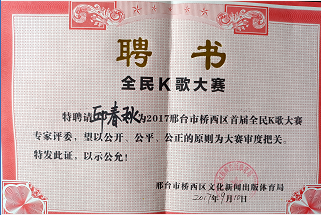 聘书
全民K歌大赛
特聘请邱春秋为2017邢台市桥西区首届全民K歌大赛
专家评委，望以公开、公平、公正的原则为大赛审度把关。
特发此证，以示公允！
邢台市桥西区文化新闻出版体育局
2017年9月10日